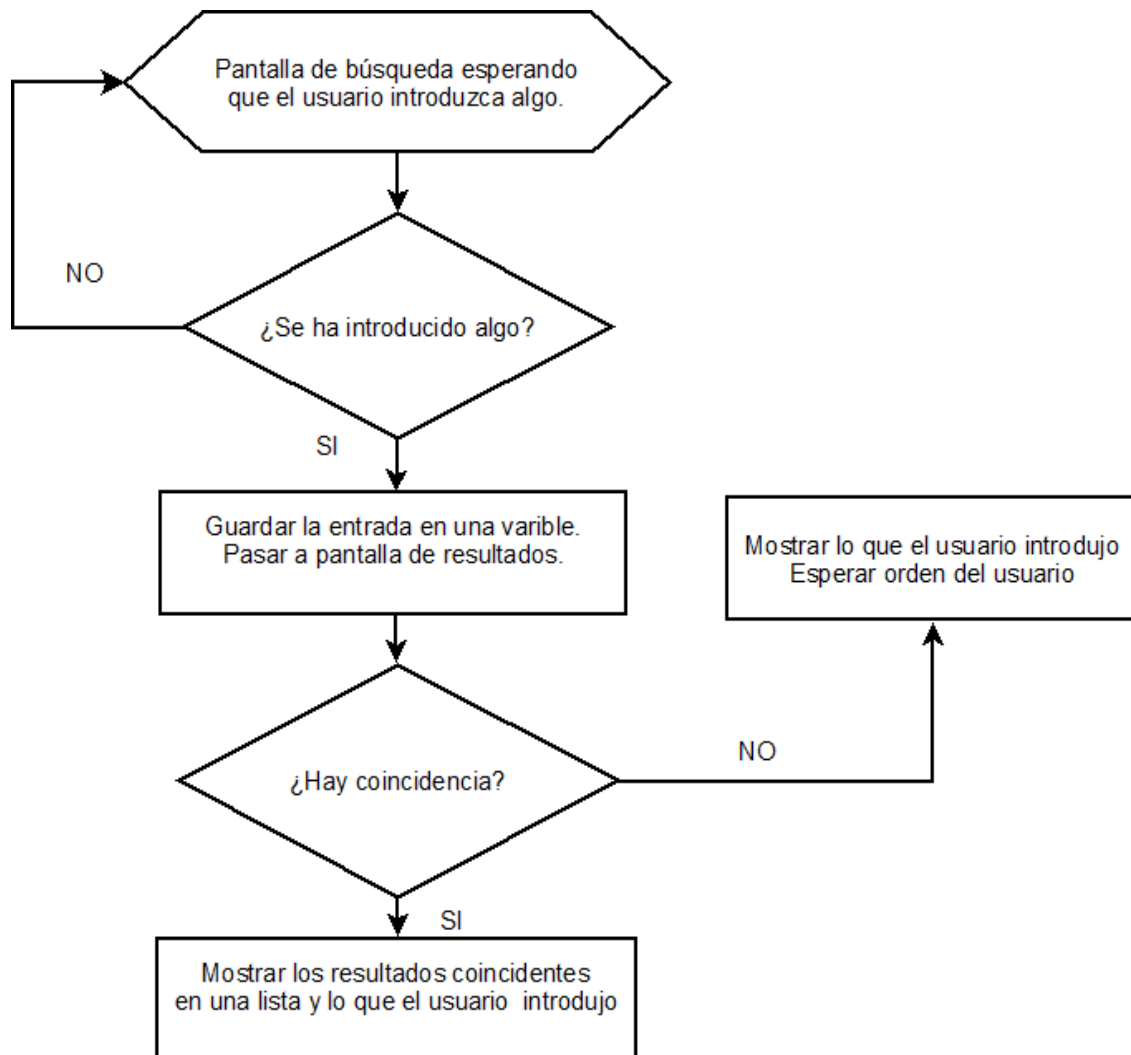 Pantalla de búsqueda esperando
que el usuario introduzca algo.
NO
¿Se ha introducido algo?
SI
Guardar la entrada en una varible.
Pasar a pantalla de resultados.
Mostrar lo que el usuario introdujo
Esperar orden del usuario
¿Hay coincidencia?
NO
SI
Mostrar los resultados coincidentes
en una lista y lo que el usuario introdujo